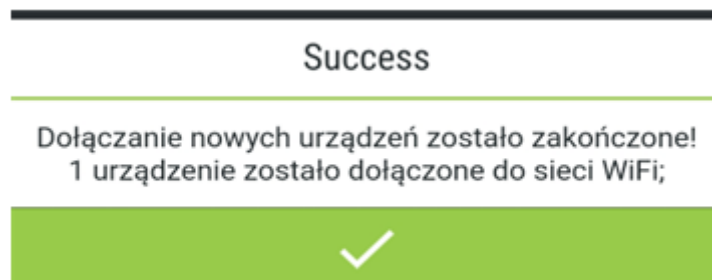 Success
Dołączanie nowych urządzeń zostało zakończone!
1 urządzenie zostało dołączone do sieci WiFi;